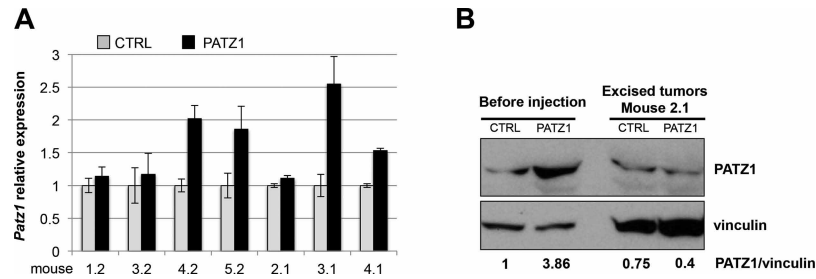 A
CTRL PATZ1
Patz1 relative expression
3
2.5
2
1.5
1
0.5
0
mouse 1.2 3.2 4.2 5.2 2.1 3.1 4.1
B
Before injection
Excised tumors
Mouse 2.1
CTRL PATZ1 CTRL PATZ1
PATZ1
vinculin
1 3.86 0.75 0.4 PATZ1/vinculin